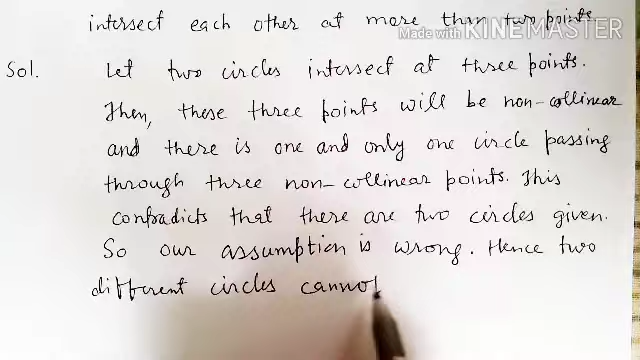 intersect each other at more than two points
Made with KINEMASTER
Sol. Let two circles intersect at three points.
Then, these three points will be non-collinear
and there is one and only one circle passing
through three non-collinear points. This
contradicts that there are two circles given.
So our assumption is wrong. Hence two
different circles cannot